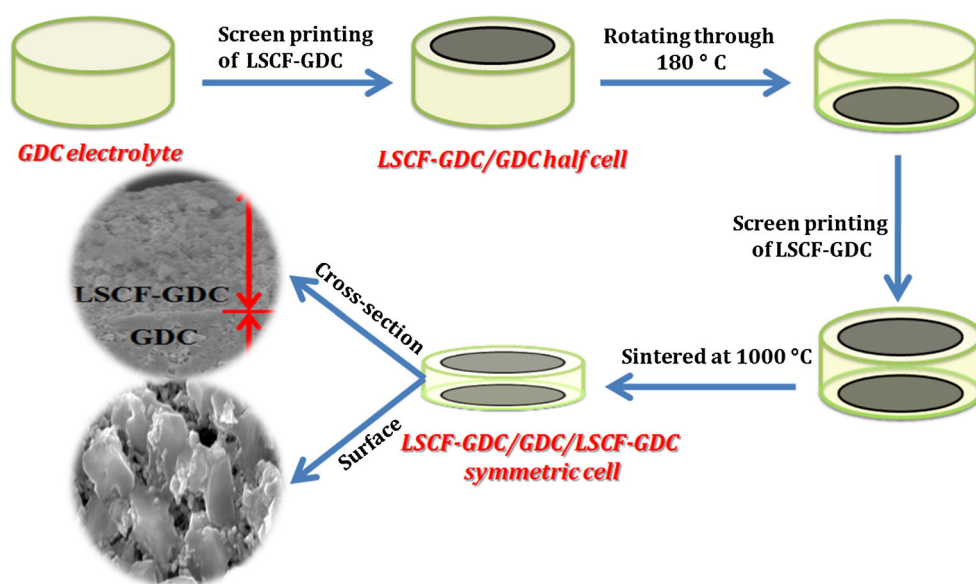 Screen printing
of LSCF-GDC
Rotating through
180 ° C
GDC electrolyte
LSCF-GDC/GDC half cell
Screen printing
of LSCF-GDC
LSCF-GDC
GDC
Cross-section
Sintered at 1000 °C
Surface
LSCF-GDC/GDC/LSCF-GDC
symmetric cell